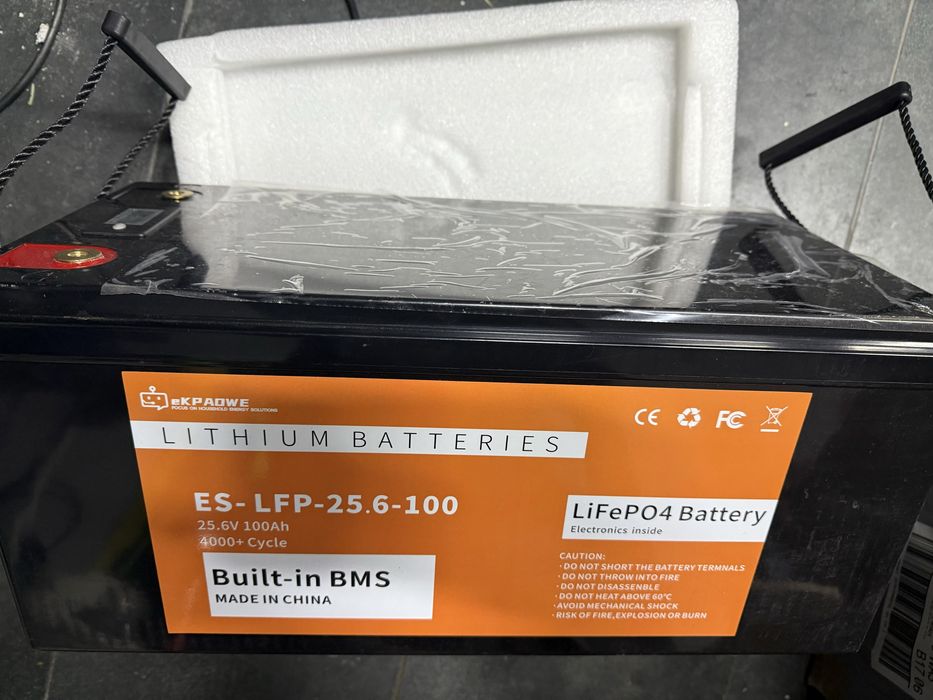 eKPAOWE
FOCUS ON HOUSEHOLD ENERGY SOLUTIONS
CE FC
LITHIUM BATTERIES
ES-LFP-25.6-100
25.6V 100Ah
4000+ Cycle
Built-in BMS
MADE IN CHINA
LiFePO4 Battery
Electronics inside
CAUTION:
·DO NOT SHORT THE BATTERY TERMNALS
·DO NOT THROW INTO FIRE
·DO NOT DISASSENBLE
·DO NOT HEAT ABOVE 60℃
·AVOID MECHANICAL SHOCK
·RISK OF FIRE,EXPLOSION OR BURN
B17 06